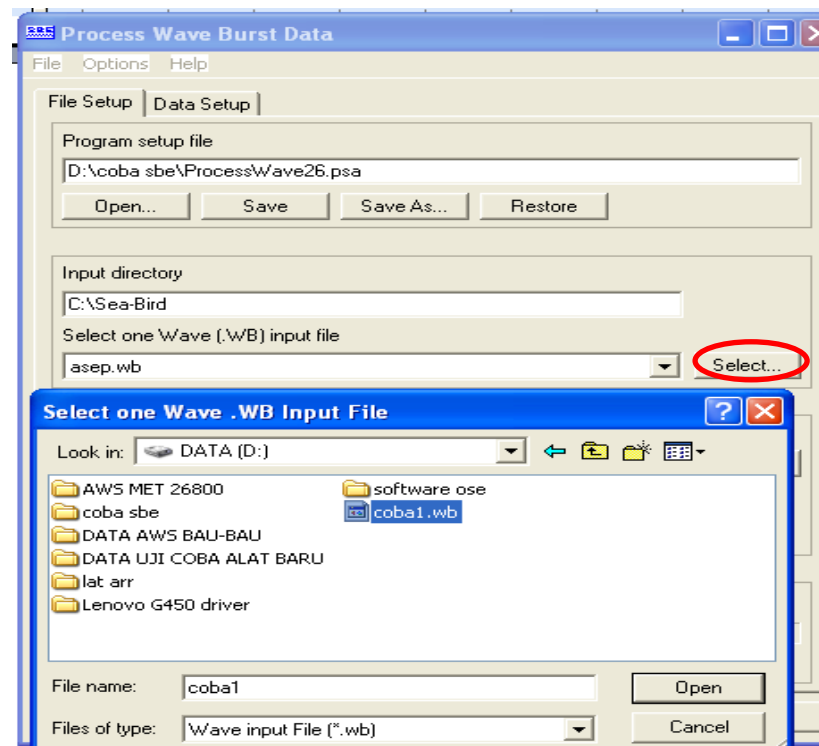 Process Wave Burst Data
File Options Help
File Setup Data Setup
Program setup file
D:\coba sbe\ProcessWave26.psa
Open... Save Save As... Restore
Input directory
C:\Sea-Bird
Select one Wave (.WB) input file
asep.wb Select...
Select one Wave .WB Input File
Look in: DATA (D:)
AWS MET 26800 software ose
coba sbe coba1.wb
DATA AWS BAU-BAU
DATA UJI COBA ALAT BARU
lat arr
Lenovo G450 driver
File name: coba1 Open
Files of type: Wave input File (*.wb) Cancel